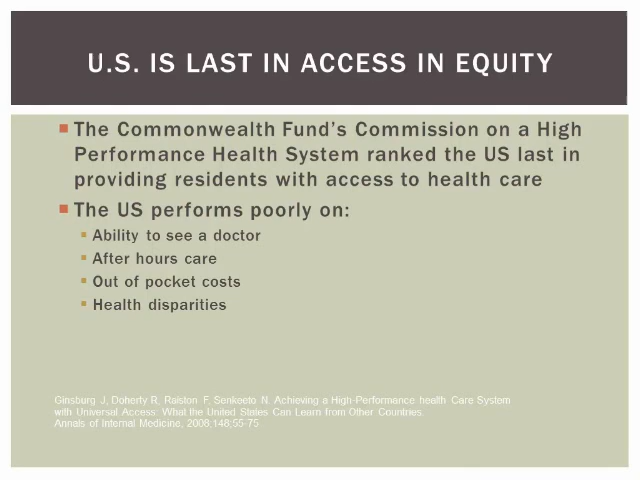 U.S. IS LAST IN ACCESS IN EQUITY
The Commonwealth Fund's Commission on a High
Performance Health System ranked the US last in
providing residents with access to health care
The US performs poorly on:
Ability to see a doctor
After hours care
Out of pocket costs
Health disparities
Ginsburg J, Doherty R, Ralston F, Senkeeto N. Achieving a High-Performance health Care System
with Universal Access: What the United States Can Learn from Other Countries.
Annals of Internal Medicine, 2008;148;55-75